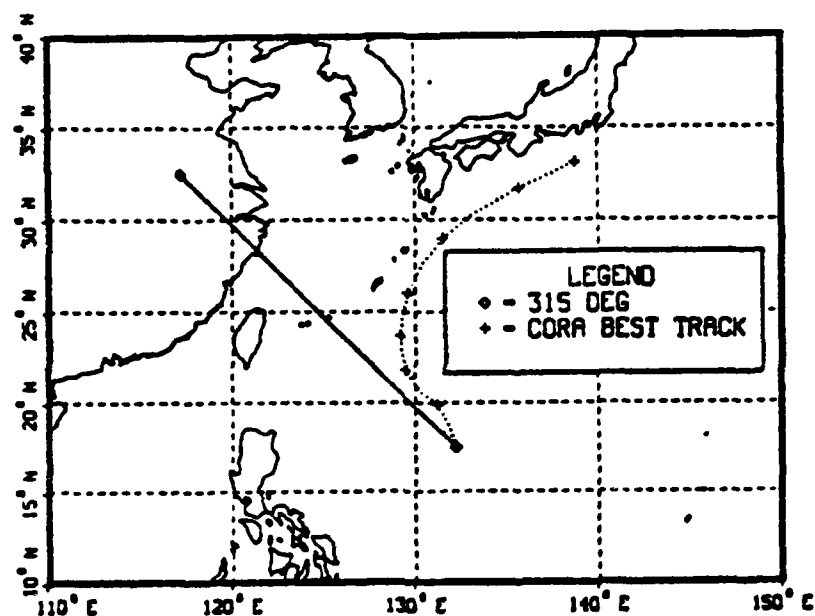 40° N
35° N
30° N
25° N
20° N
15° N
10° N
LEGEND
◇ - 315 DEG
+ - CORA BEST TRACK
110° E
120° E
130° E
140° E
150° E